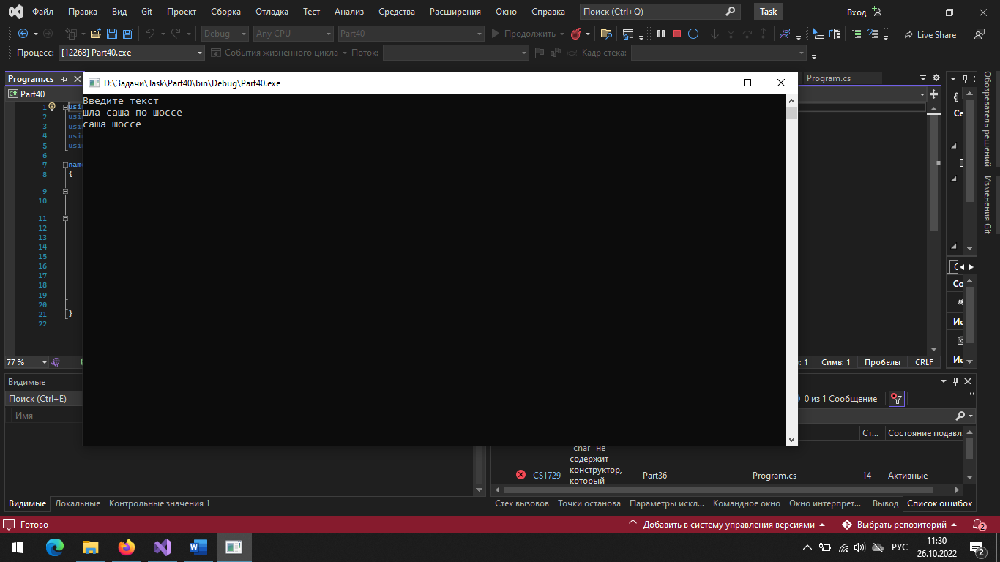 Файл Правка Вид Git Проект Сборка Отладка Тест Анализ Средства Расширения Окно Справка Поиск (Ctrl+Q) Task Вход
Debug Any CPU Part40 Продолжить Live Share
Процесс: [12268] Part40.exe События жизненного цикла Поток: Кадр стека:
Program.cs Program.cs
D:\Задачи\Task\Part40\bin\Debug\Part40.exe
Part40
Введите текст
шла саша по шоссе
саша шоссе
1 usi
2 usi
3 usi
4 usi
5 usi
6
7 nam
8 {
9
10
11
12
13
14
15
16
17
18
19
20
21 }
22
Обозреватель решений
Изменения Git
Се
Со
Ис
Ис
77 % : 1 Симв: 1 Пробелы CRLF
Видимые
Поиск (Ctrl+E)
Имя
0 из 1 Сообщение
Ст... Состояние подавл.
"char" не
содержит
конструктор,
который
CS1729 Part36 Program.cs 14 Активные
Видимые Локальные Контрольные значения 1
Стек вызовов Точки останова Параметры искл... Командное окно Окно интерпрет... Вывод Список ошибок
Готово Добавить в систему управления версиями Выбрать репозиторий 2
РУС 11:30
26.10.2022 2